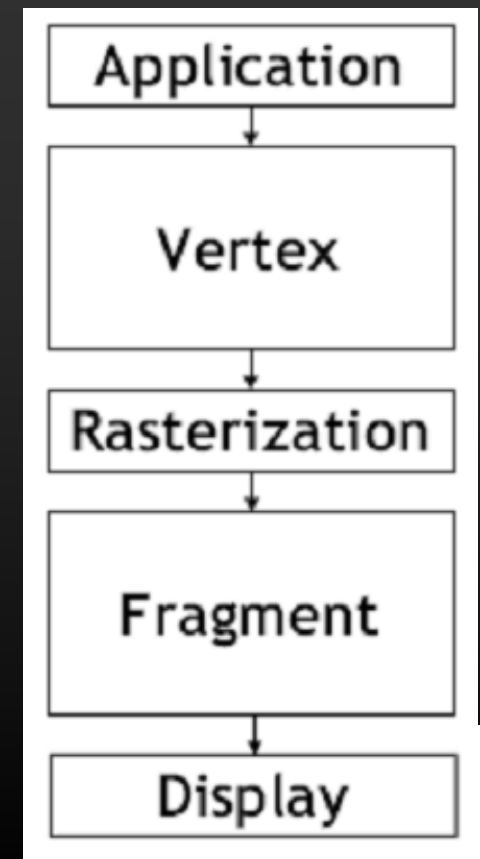 Application
Vertex
Rasterization
Fragment
Display